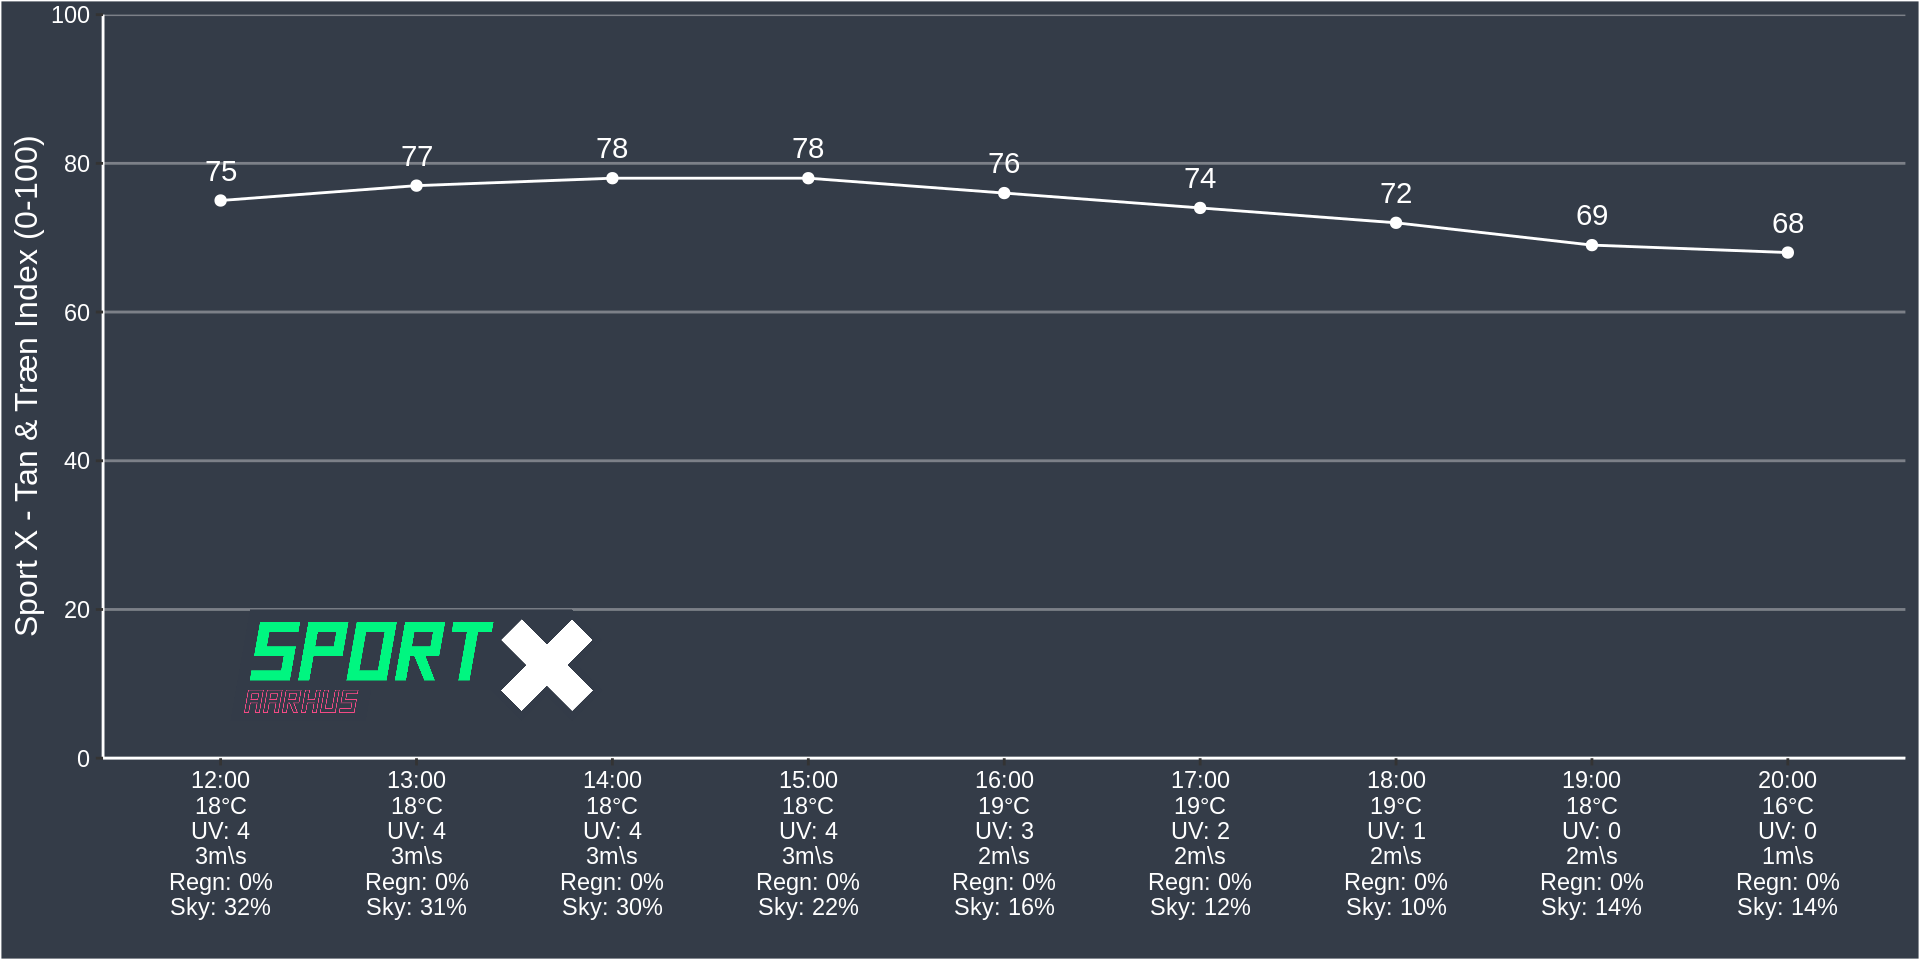 Sport X - Tan & Træn Index (0-100)
100
80
60
40
20
0
75
77
78
78
76
74
72
69
68
SPORT X
AARHUS
12:00 13:00 14:00 15:00 16:00 17:00 18:00 19:00 20:00
18°C 18°C 18°C 18°C 19°C 19°C 19°C 18°C 16°C
UV: 4 UV: 4 UV: 4 UV: 4 UV: 3 UV: 2 UV: 1 UV: 0 UV: 0
3m\s 3m\s 3m\s 3m\s 2m\s 2m\s 2m\s 2m\s 1m\s
Regn: 0% Regn: 0% Regn: 0% Regn: 0% Regn: 0% Regn: 0% Regn: 0% Regn: 0% Regn: 0%
Sky: 32% Sky: 31% Sky: 30% Sky: 22% Sky: 16% Sky: 12% Sky: 10% Sky: 14% Sky: 14%